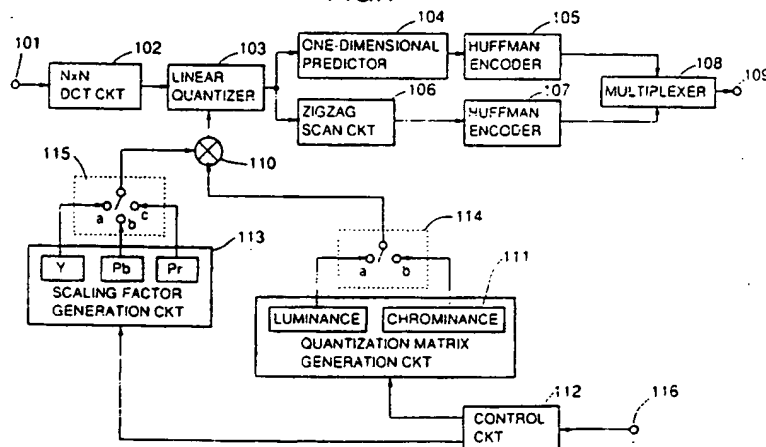 104
105
101
102
103
ONE-DIMENSIONAL
PREDICTOR
HUFFMAN
ENCODER
108
109
NxN
DCT CKT
LINEAR
QUANTIZER
106
107
MULTIPLEXER
ZIGZAG
SCAN CKT
HUFFMAN
ENCODER
115
110
a
b
c
114
113
a
b
111
Y
Pb
Pr
SCALING FACTOR
GENERATION CKT
LUMINANCE
CHROMINANCE
QUANTIZATION MATRIX
GENERATION CKT
112
116
CONTROL
CKT